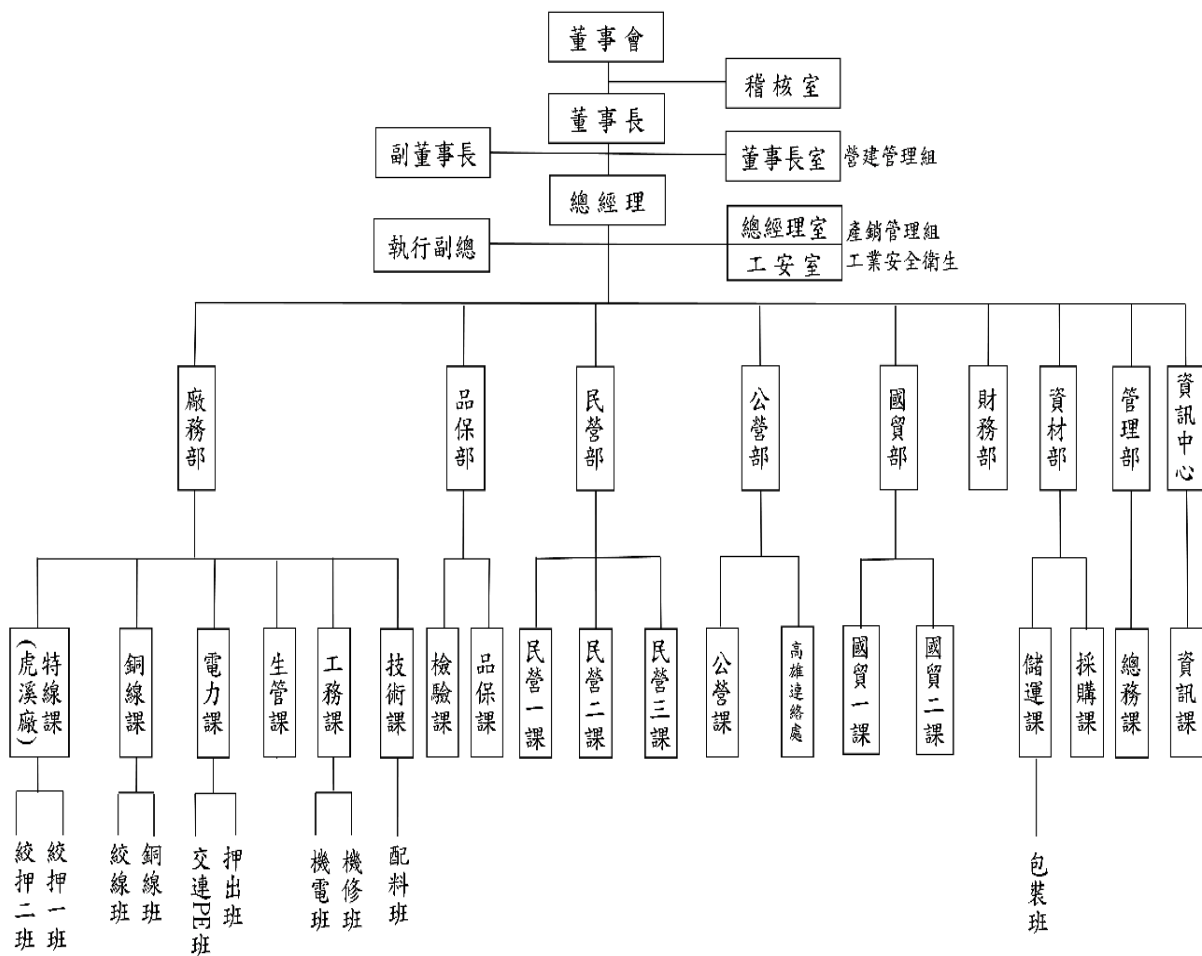 董事會
稽核室
董事長
副董事長
董事長室
營建管理組
總經理
執行副總
總經理室
產銷管理組
工安室
工業安全衛生
廠務部
品保部
民營部
公營部
國貿部
財務部
資材部
管理部
資訊中心
特線課
(虎溪廠)
銅線課
電力課
生管課
工務課
技術課
檢驗課
品保課
民營一課
民營二課
民營三課
公營課
高雄連絡處
國貿一課
國貿二課
儲運課
採購課
總務課
資訊課
絞押二班
絞押一班
絞線班
銅線班
交連PE班
押出班
機電班
機修班
配料班
包裝班